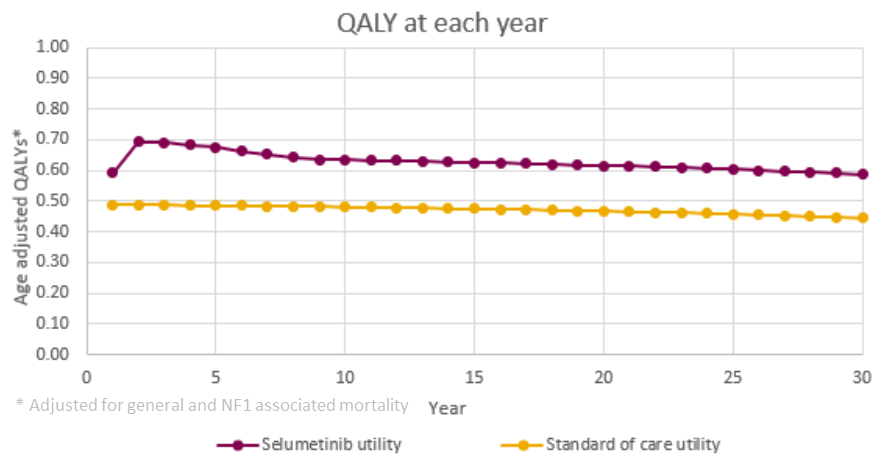 QALY at each year
1.00
0.90
0.80
0.70
0.60
0.50
0.40
0.30
0.20
0.10
0.00
Age adjusted QALYs*
0 5 10 15 20 25 30
* Adjusted for general and NF1 associated mortality
Year
Selumetinib utility
Standard of care utility